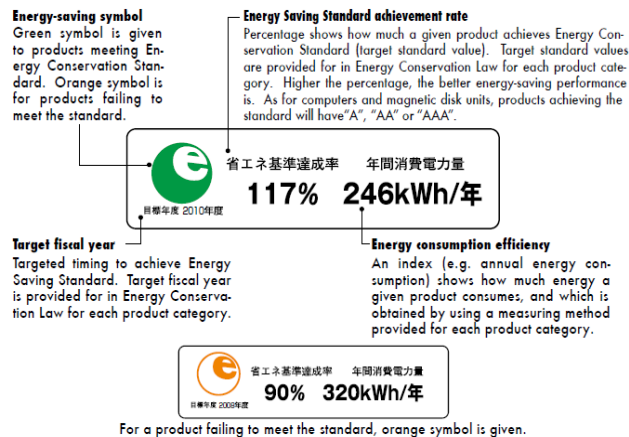 Energy-saving symbol
Green symbol is given
to products meeting En-
ergy Conservation Stan-
dard. Orange symbol is
for products failing to
meet the standard.
Energy Saving Standard achievement rate
Percentage shows how much a given product achieves Energy Con-
servation Standard (target standard value). Target standard values
are provided for in Energy Conservation Law for each product cate-
gory. Higher the percentage, the better energy-saving performance
is. As for computers and magnetic disk units, products achieving the
standard will have“A”, “AA” or “AAA”.
e
省エネ基準達成率 年間消費電力量
117% 246kWh/年
目標年度 2010年度
Target fiscal year
Targeted timing to achieve Energy
Saving Standard. Target fiscal year
is provided for in Energy Conserva-
tion Law for each product category.
Energy consumption efficiency
An index (e.g. annual energy con-
sumption) shows how much energy a
given product consumes, and which is
obtained by using a measuring method
provided for each product category.
e
省エネ基準達成率 年間消費電力量
90% 320kWh/年
目標年度 2008年度
For a product failing to meet the standard, orange symbol is given.